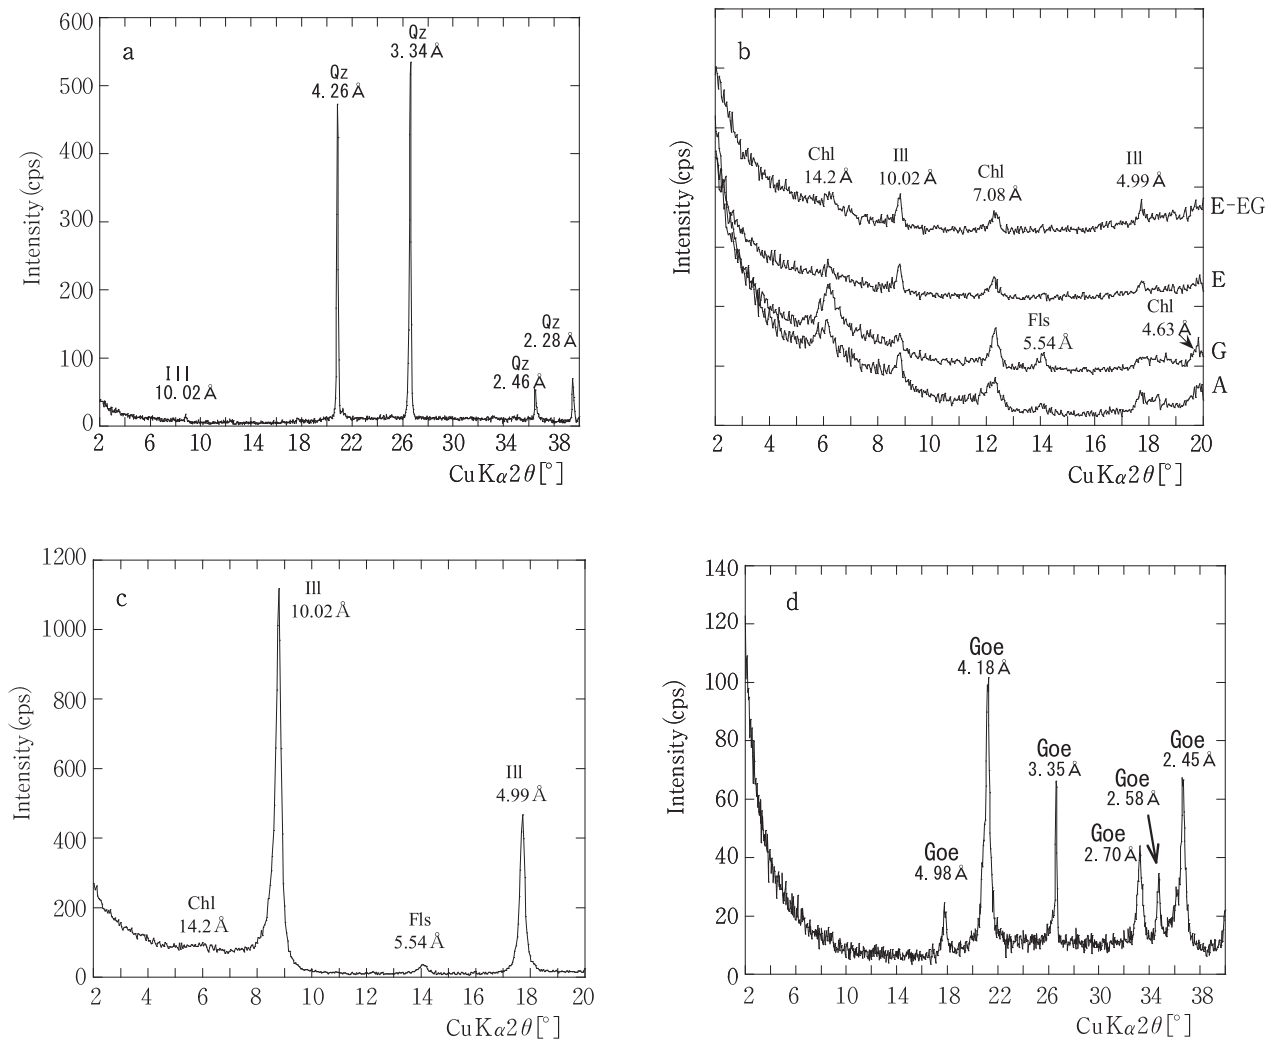 a
600
500
400
300
200
100
0
Intensity (cps)
Qz
3.34Å
Qz
4.26Å
Qz
2.28Å
Qz
2.46Å
Ill
10.02Å
2 6 10 14 18 22 26 30 34 38
CuKα2θ[°]
b
Intensity (cps)
Chl
14.2Å
Ill
10.02Å
Chl
7.08Å
Ill
4.99Å
E-EG
E
Chl
4.63Å
Fls
5.54Å
G
A
2 4 6 8 10 12 14 16 18 20
CuKα2θ[°]
c
1200
1000
800
600
400
200
0
Intensity (cps)
Ill
10.02Å
Ill
4.99Å
Chl
14.2Å
Fls
5.54Å
2 4 6 8 10 12 14 16 18 20
CuKα2θ[°]
d
140
120
100
80
60
40
20
0
Intensity (cps)
Goe
4.18Å
Goe
3.35Å
Goe
2.45Å
Goe
2.58Å
Goe
2.70Å
Goe
4.98Å
2 6 10 14 18 22 26 30 34 38
CuKα2θ[°]